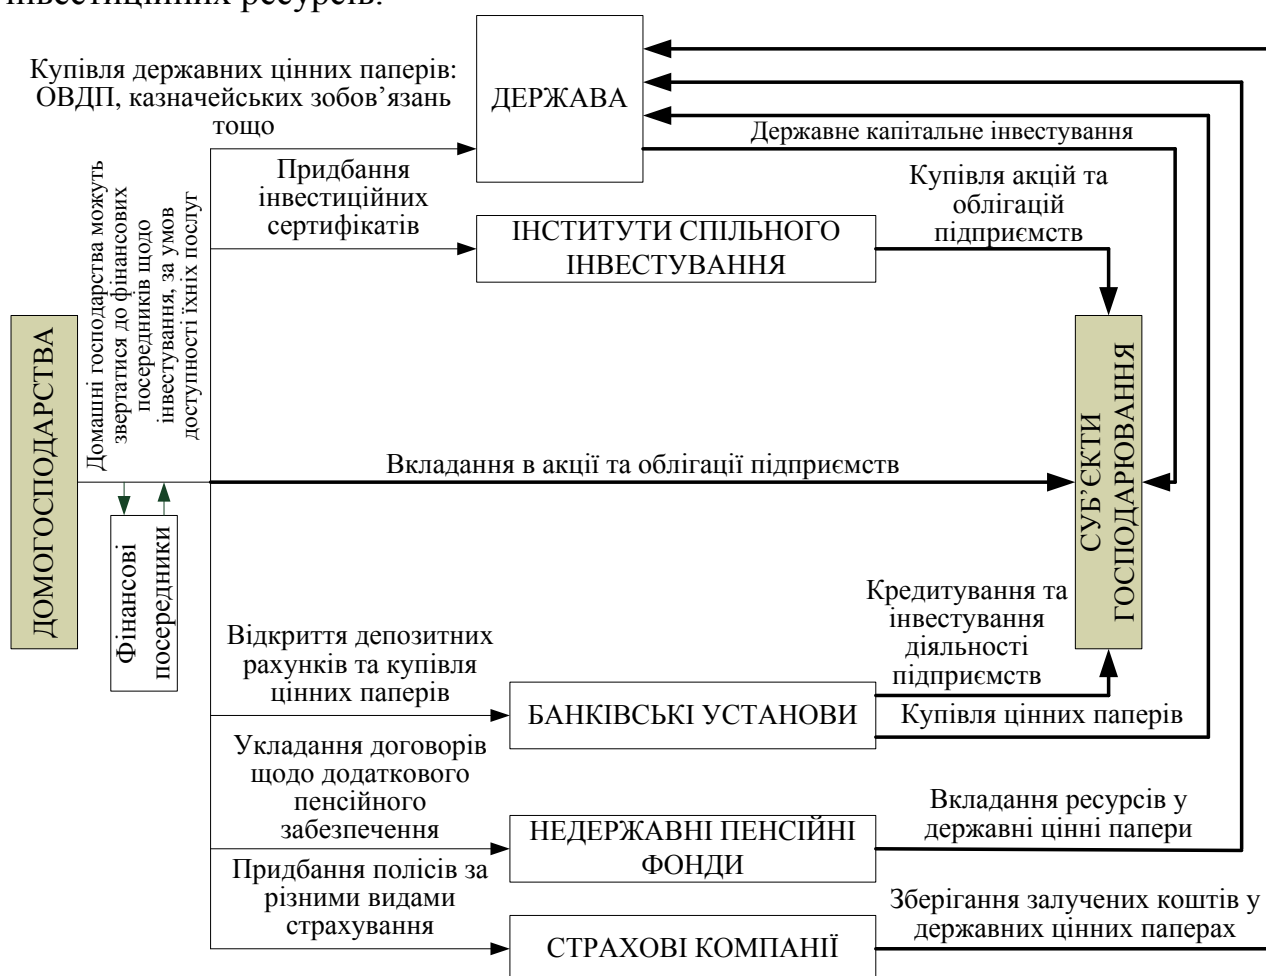 інвестиційних ресурсів.
Купівля державних цінних паперів:
ОВДП, казначейських зобов’язань
тощо
ДЕРЖАВА
Державне капітальне інвестування
Придбання
інвестиційних
сертифікатів
Купівля акцій та
облігацій
підприємств
ІНСТИТУТИ СПІЛЬНОГО
ІНВЕСТУВАННЯ
Домашні господарства можуть
звертатися до фінансових
посередників щодо
інвестування, за умов
доступності їхніх послуг
ДОМОГОСПОДАРСТВА
Вкладання в акції та облігації підприємств
СУБ’ЄКТИ
ГОСПОДАРЮВАННЯ
Фінансові
посередники
Кредитування та
інвестування
діяльності
підприємств
Відкриття депозитних
рахунків та купівля
цінних паперів
БАНКІВСЬКІ УСТАНОВИ
Купівля цінних паперів
Укладання договорів
щодо додаткового
пенсійного
забезпечення
НЕДЕРЖАВНІ ПЕНСІЙНІ
ФОНДИ
Вкладання ресурсів у
державні цінні папери
Придбання полісів за
різними видами
страхування
СТРАХОВІ КОМПАНІЇ
Зберігання залучених коштів у
державних цінних паперах